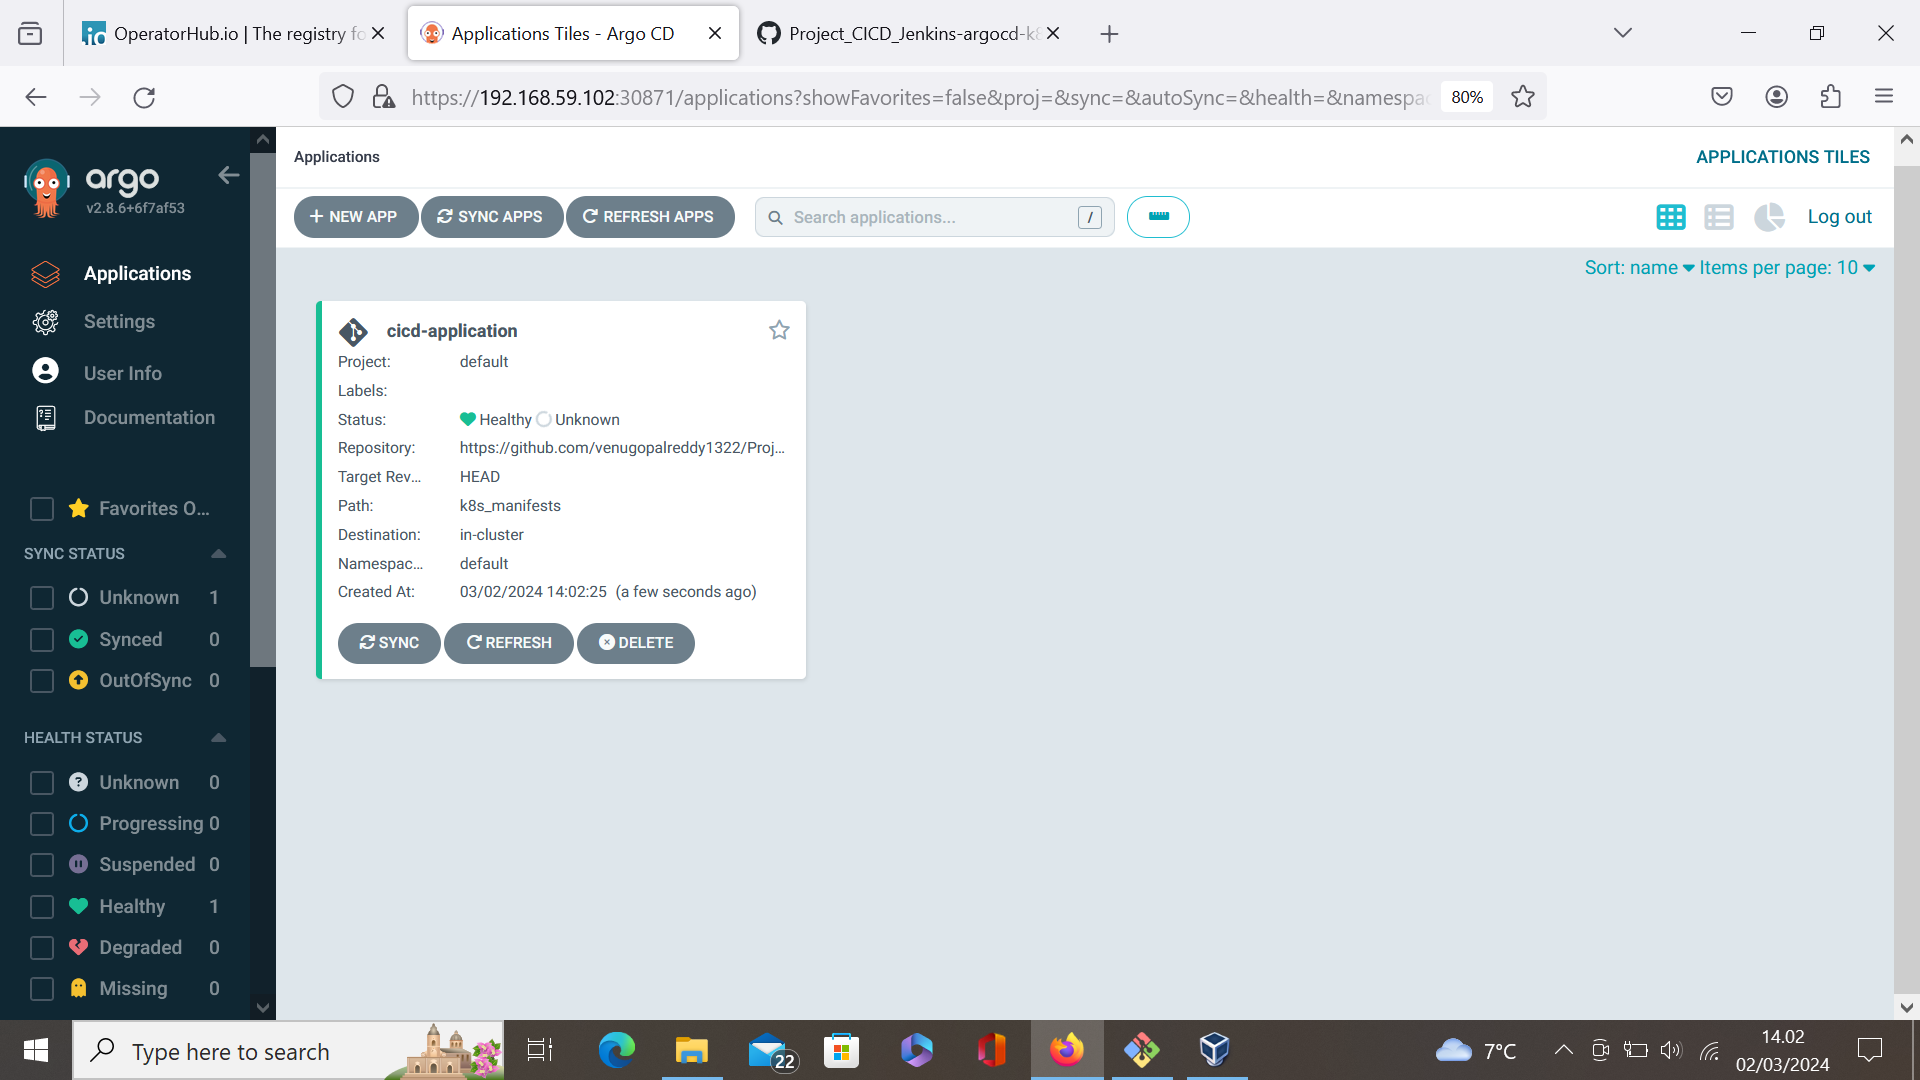 OperatorHub.io | The registry fo
Applications Tiles - Argo CD
Project_CICD_Jenkins-argocd-k8
https://192.168.59.102:30871/applications?showFavorites=false&proj=&sync=&autoSync=&health=&namespac
80%
argo
v2.8.6+6f7af53
Applications
Settings
User Info
Documentation
Favorites O...
SYNC STATUS
Unknown 1
Synced 0
OutOfSync 0
HEALTH STATUS
Unknown 0
Progressing 0
Suspended 0
Healthy 1
Degraded 0
Missing 0
Applications
APPLICATIONS TILES
+ NEW APP
SYNC APPS
REFRESH APPS
Search applications...
/
Log out
Sort: name
Items per page: 10
cicd-application
Project: default
Labels:
Status: Healthy Unknown
Repository: https://github.com/venugopalreddy1322/Proj...
Target Rev... HEAD
Path: k8s_manifests
Destination: in-cluster
Namespac... default
Created At: 03/02/2024 14:02:25 (a few seconds ago)
SYNC
REFRESH
DELETE
Type here to search
22
7°C
14.02
02/03/2024